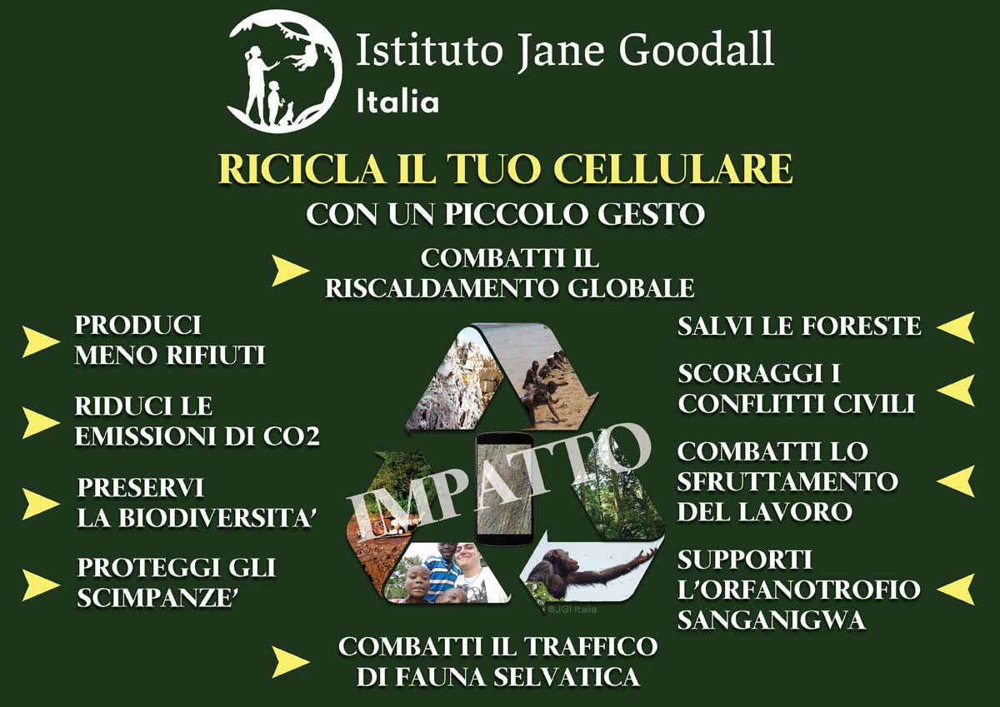 Istituto Jane Goodall
Italia
RICICLA IL TUO CELLULARE
CON UN PICCOLO GESTO
COMBATTI IL
RISCALDAMENTO GLOBALE
PRODUCI
MENO RIFIUTI
RIDUCI LE
EMISSIONI DI CO2
PRESERVI
LA BIODIVERSITA'
PROTEGGI GLI
SCIMPANZE'
IMPATTO
©JGI Italia
SALVI LE FORESTE
SCORAGGI I
CONFLITTI CIVILI
COMBATTI LO
SFRUTTAMENTO
DEL LAVORO
SUPPORTI
L'ORFANOTROFIO
SANGANIGWA
COMBATTI IL TRAFFICO
DI FAUNA SELVATICA